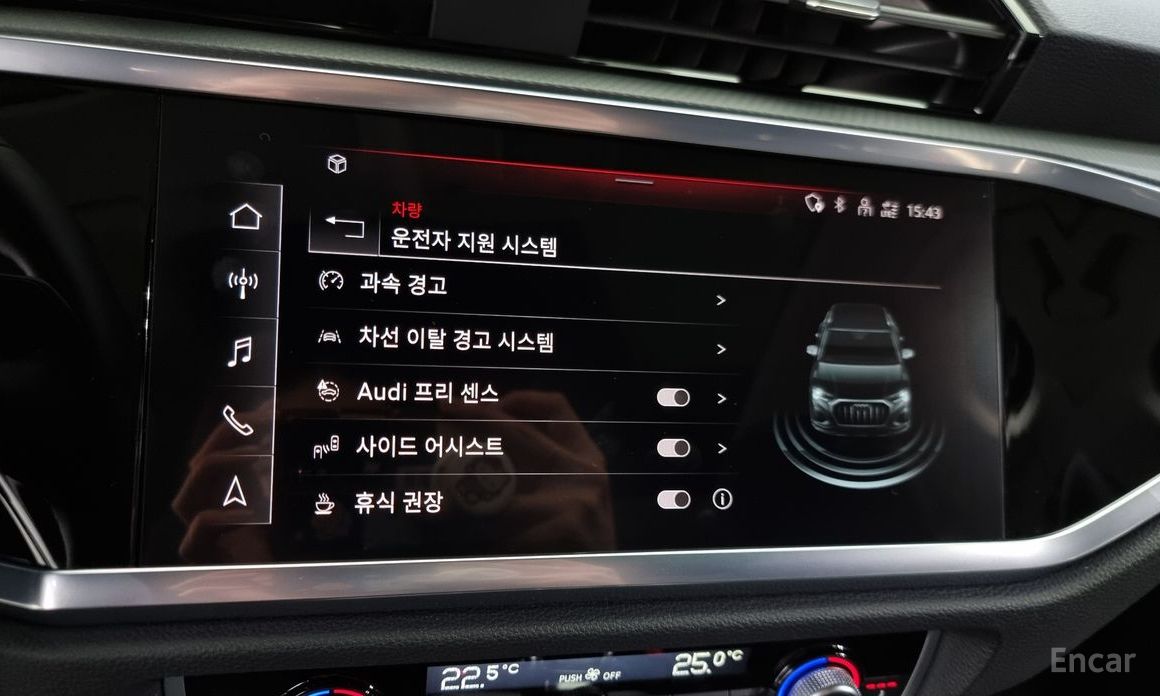 차량
운전자 지원 시스템
15:43
과속 경고
차선 이탈 경고 시스템
Audi 프리 센스
사이드 어시스트
휴식 권장
22.5°C
PUSH OFF
25.0°C
Encar